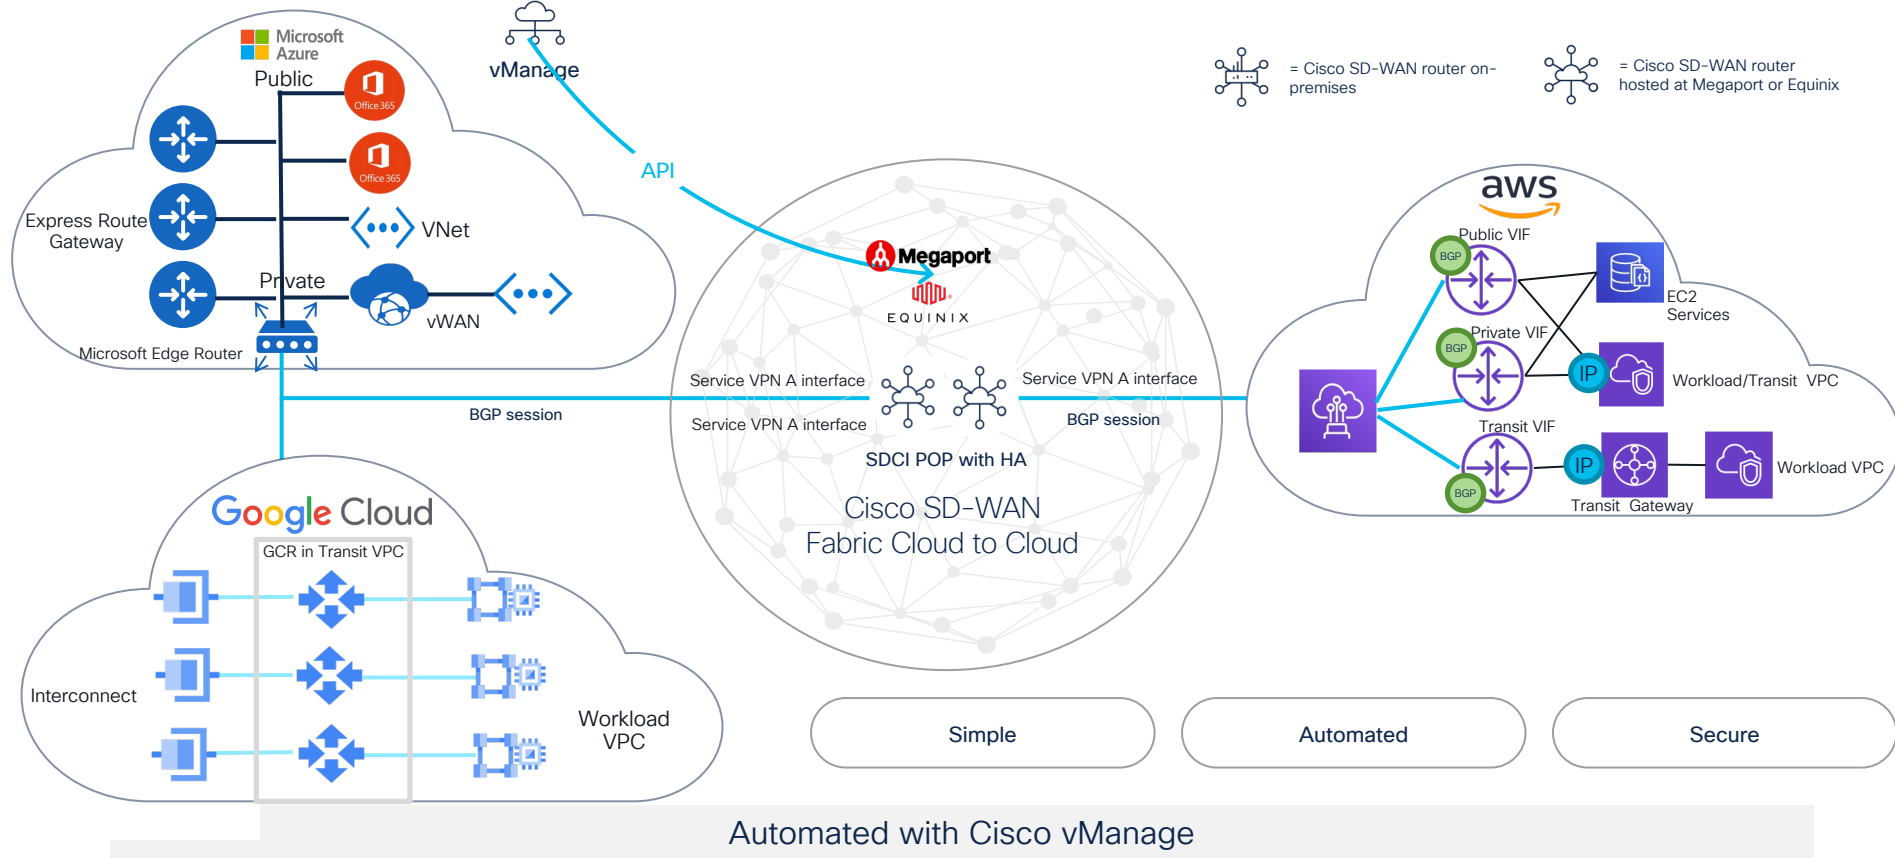 Microsoft
Azure
Public
Office 365
Office 365
Express Route
Gateway
VNet
Private
vWAN
Microsoft Edge Router
vManage
API
= Cisco SD-WAN router on-
premises
= Cisco SD-WAN router
hosted at Megaport or Equinix
Megaport
EQUINIX
Service VPN A interface
Service VPN A interface
BGP session
Service VPN A interface
BGP session
SDCI POP with HA
Cisco SD-WAN
Fabric Cloud to Cloud
aws
Public VIF
BGP
EC2
Services
Private VIF
BGP
IP
Workload/Transit VPC
Transit VIF
BGP
IP
Transit Gateway
Workload VPC
Google Cloud
GCR in Transit VPC
Interconnect
Workload
VPC
Simple
Automated
Secure
Automated with Cisco vManage